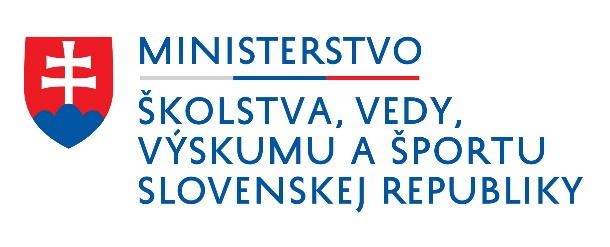 MINISTERSTVO
ŠKOLSTVA, VEDY,
VÝSKUMU A ŠPORTU
SLOVENSKEJ REPUBLIKY